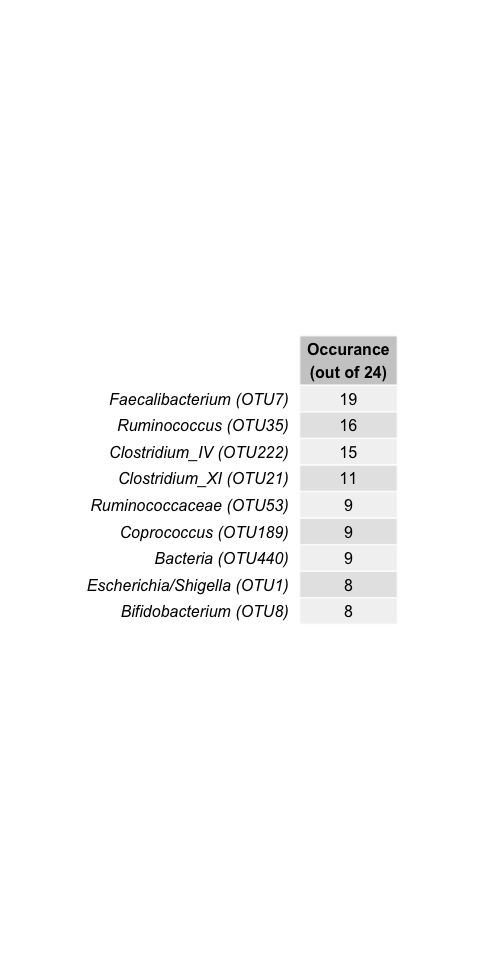 Occurance
(out of 24)
Faecalibacterium (OTU7) 19
Ruminococcus (OTU35) 16
Clostridium_IV (OTU222) 15
Clostridium_XI (OTU21) 11
Ruminococcaceae (OTU53) 9
Coprococcus (OTU189) 9
Bacteria (OTU440) 9
Escherichia/Shigella (OTU1) 8
Bifidobacterium (OTU8) 8